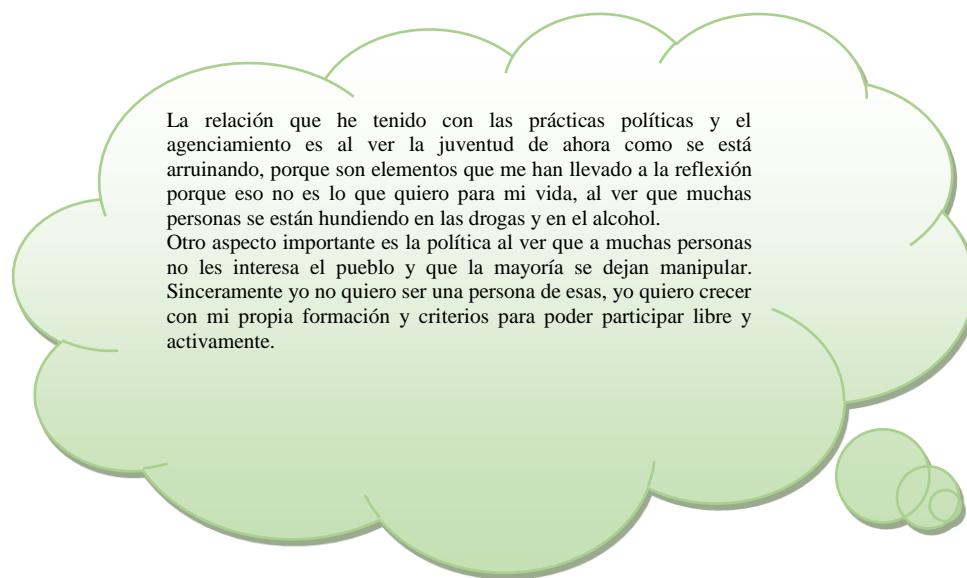 La relación que he tenido con las prácticas políticas y el
agenciamiento es al ver la juventud de ahora como se está
arruinando, porque son elementos que me han llevado a la reflexión
porque eso no es lo que quiero para mi vida, al ver que muchas
personas se están hundiendo en las drogas y en el alcohol.
Otro aspecto importante es la política al ver que a muchas personas
no les interesa el pueblo y que la mayoría se dejan manipular.
Sinceramente yo no quiero ser una persona de esas, yo quiero crecer
con mi propia formación y criterios para poder participar libre y
activamente.